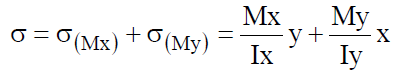 σ = σ(Mx) + σ(My) = Mx/Ix y + My/Iy x